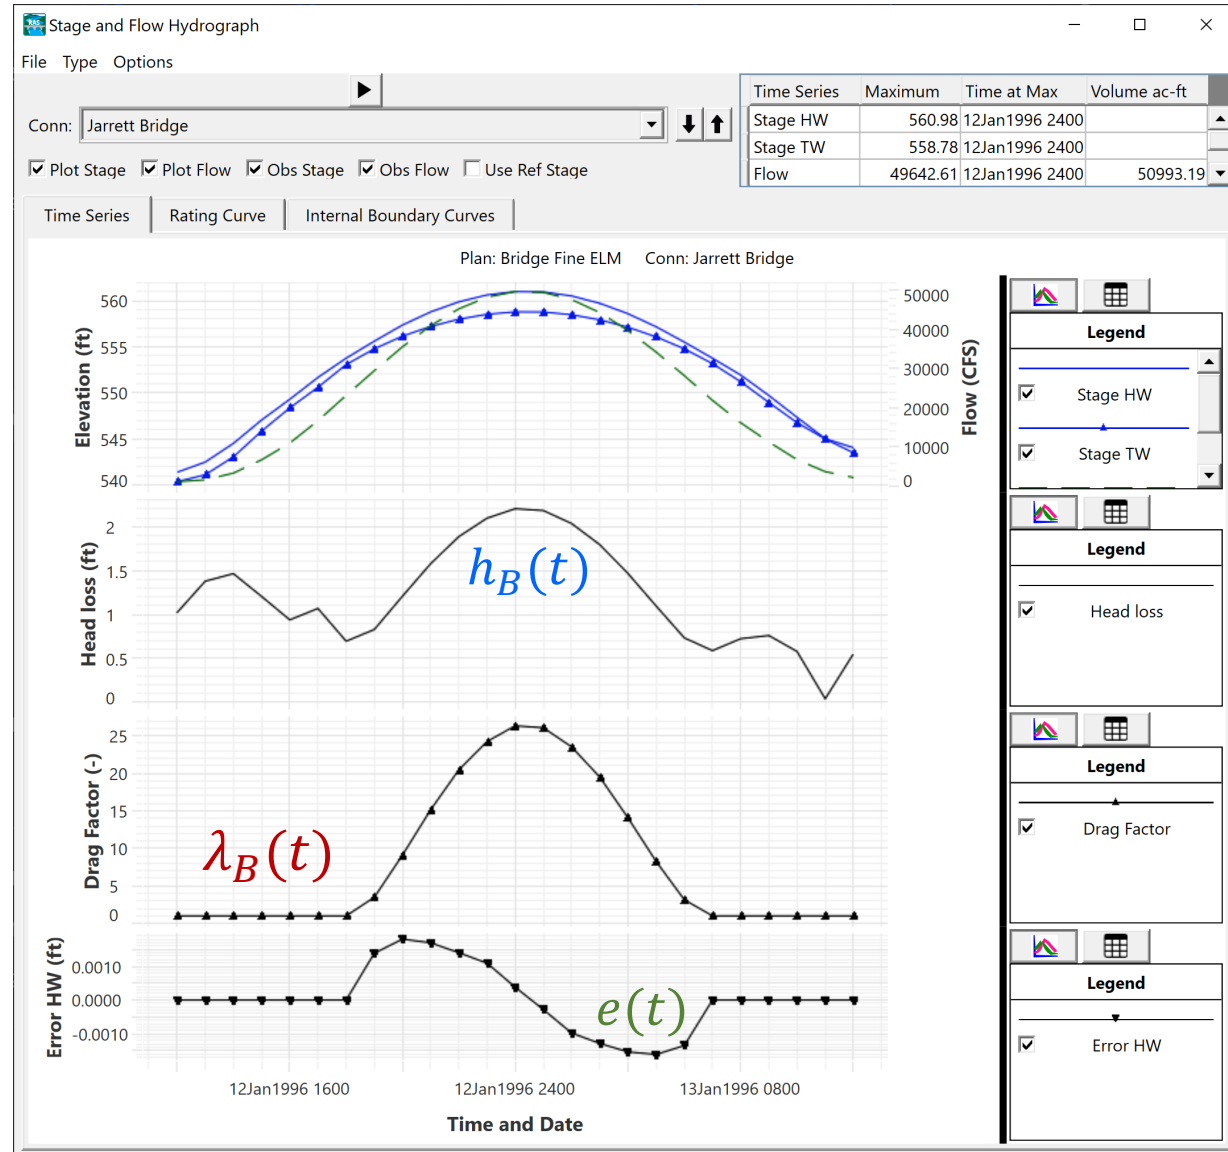 Stage and Flow Hydrograph
File Type Options
Conn: Jarrett Bridge
Plot Stage Plot Flow Obs Stage Obs Flow Use Ref Stage
Time Series Maximum Time at Max Volume ac-ft
Stage HW 560.98 12Jan1996 2400
Stage TW 558.78 12Jan1996 2400
Flow 49642.61 12Jan1996 2400 50993.19
Time Series Rating Curve Internal Boundary Curves
Plan: Bridge Fine ELM Conn: Jarrett Bridge
Elevation (ft)
560
555
550
545
540
50000
40000
30000
20000
10000
0
Flow (CFS)
Legend
Stage HW
Stage TW
Head loss (ft)
2
1.5
1
0.5
0
h_B(t)
Legend
Head loss
Drag Factor (-)
25
20
15
10
5
0
λ_B(t)
Legend
Drag Factor
Error HW (ft)
0.0010
0.0000
-0.0010
e(t)
Legend
Error HW
12Jan1996 1600 12Jan1996 2400 13Jan1996 0800
Time and Date